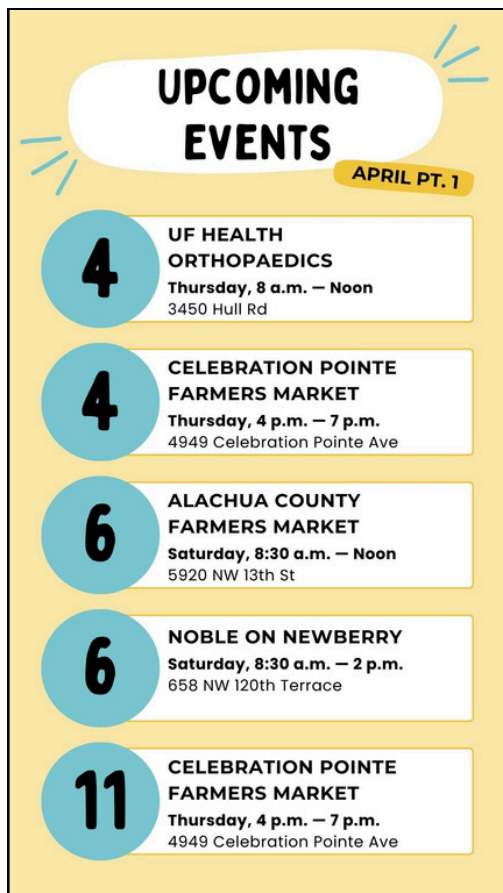 UPCOMING
EVENTS
APRIL PT. 1
4
UF HEALTH
ORTHOPAEDICS
Thursday, 8 a.m. — Noon
3450 Hull Rd
4
CELEBRATION POINTE
FARMERS MARKET
Thursday, 4 p.m. — 7 p.m.
4949 Celebration Pointe Ave
6
ALACHUA COUNTY
FARMERS MARKET
Saturday, 8:30 a.m. — Noon
5920 NW 13th St
6
NOBLE ON NEWBERRY
Saturday, 8:30 a.m. — 2 p.m.
658 NW 120th Terrace
11
CELEBRATION POINTE
FARMERS MARKET
Thursday, 4 p.m. — 7 p.m.
4949 Celebration Pointe Ave